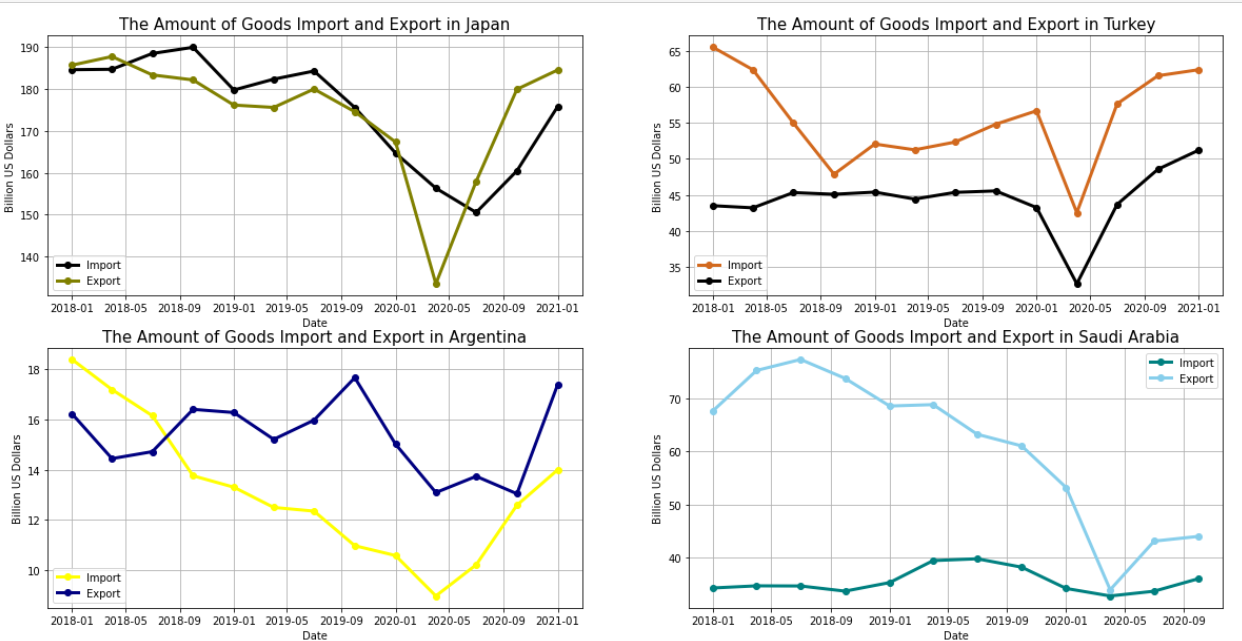 The Amount of Goods Import and Export in Japan
190
180
170
160
150
140
Billion US Dollars
Import
Export
2018-01 2018-05 2018-09 2019-01 2019-05 2019-09 2020-01 2020-05 2020-09 2021-01
Date
The Amount of Goods Import and Export in Turkey
65
60
55
50
45
40
35
Billion US Dollars
Import
Export
2018-01 2018-05 2018-09 2019-01 2019-05 2019-09 2020-01 2020-05 2020-09 2021-01
Date
The Amount of Goods Import and Export in Argentina
18
16
14
12
10
Billion US Dollars
Import
Export
2018-01 2018-05 2018-09 2019-01 2019-05 2019-09 2020-01 2020-05 2020-09 2021-01
Date
The Amount of Goods Import and Export in Saudi Arabia
Import
Export
70
60
50
40
Billion US Dollars
2018-01 2018-05 2018-09 2019-01 2019-05 2019-09 2020-01 2020-05 2020-09
Date